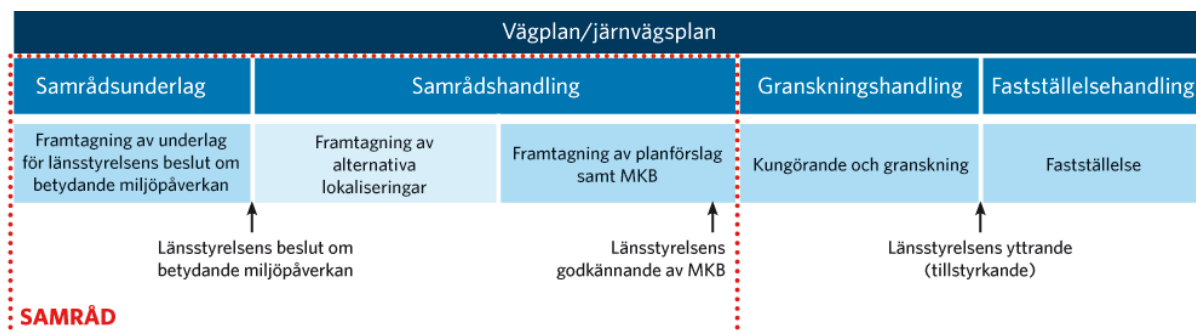 Vägplan/järnvägsplan
Samrådsunderlag
Samrådshandling
Granskningshandling
Fastställelsehandling
Framtagning av underlag
för länsstyrelsens beslut om
betydande miljöpåverkan
Framtagning av
alternativa
lokaliseringar
Framtagning av planförslag
samt MKB
Kungörande och granskning
Fastställelse
Länsstyrelsens beslut om
betydande miljöpåverkan
Länsstyrelsens
godkännande av MKB
Länsstyrelsens yttrande
(tillstyrkande)
SAMRÅD